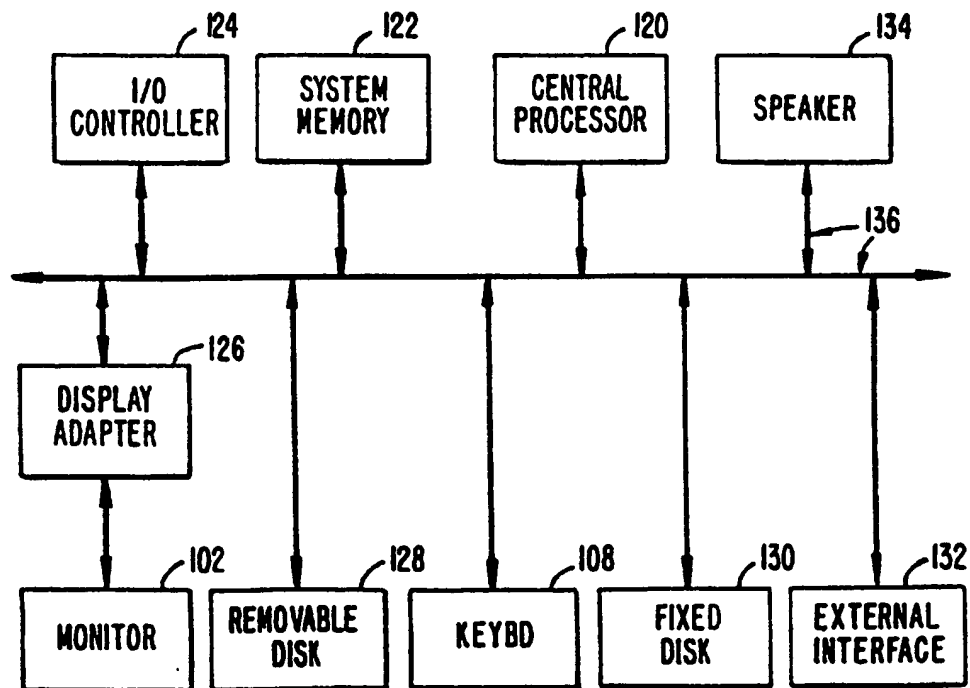 124
122
120
134
I/O
CONTROLLER
SYSTEM
MEMORY
CENTRAL
PROCESSOR
SPEAKER
136
126
DISPLAY
ADAPTER
102
128
108
130
132
MONITOR
REMOVABLE
DISK
KEYBD
FIXED
DISK
EXTERNAL
INTERFACE